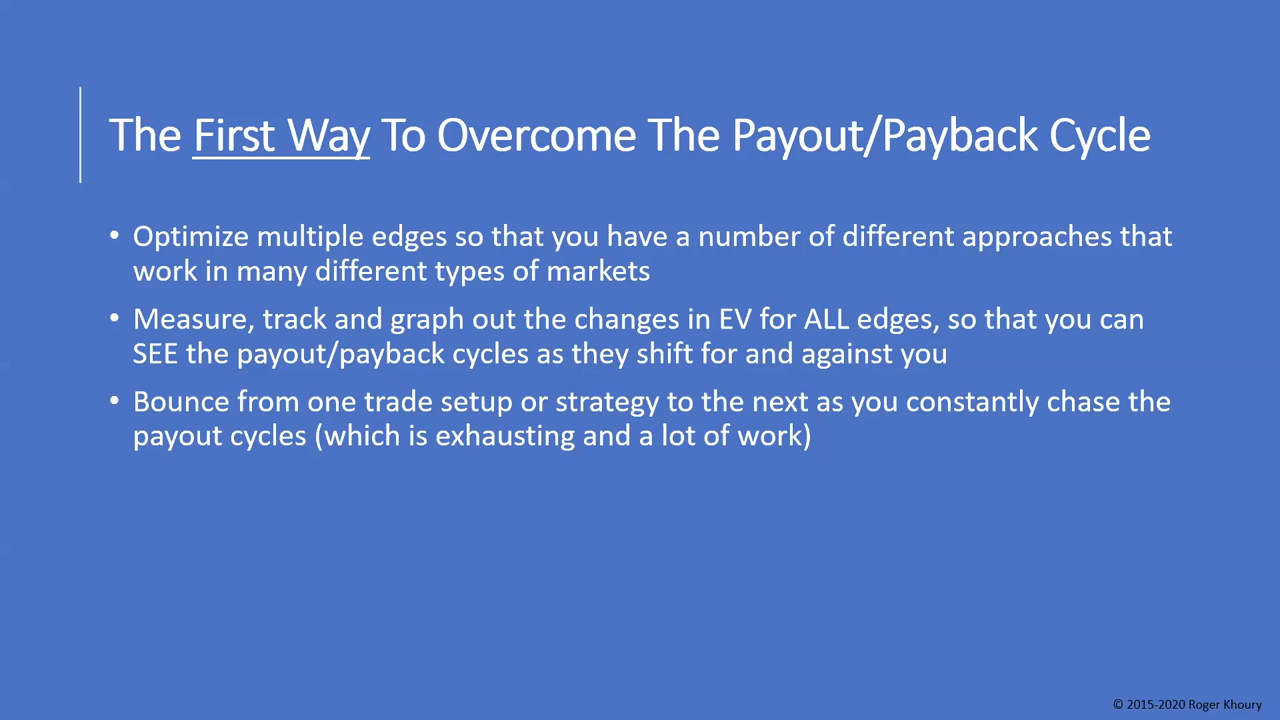 The First Way To Overcome The Payout/Payback Cycle
• Optimize multiple edges so that you have a number of different approaches that
work in many different types of markets
• Measure, track and graph out the changes in EV for ALL edges, so that you can
SEE the payout/payback cycles as they shift for and against you
• Bounce from one trade setup or strategy to the next as you constantly chase the
payout cycles (which is exhausting and a lot of work)
© 2015-2020 Roger Khoury